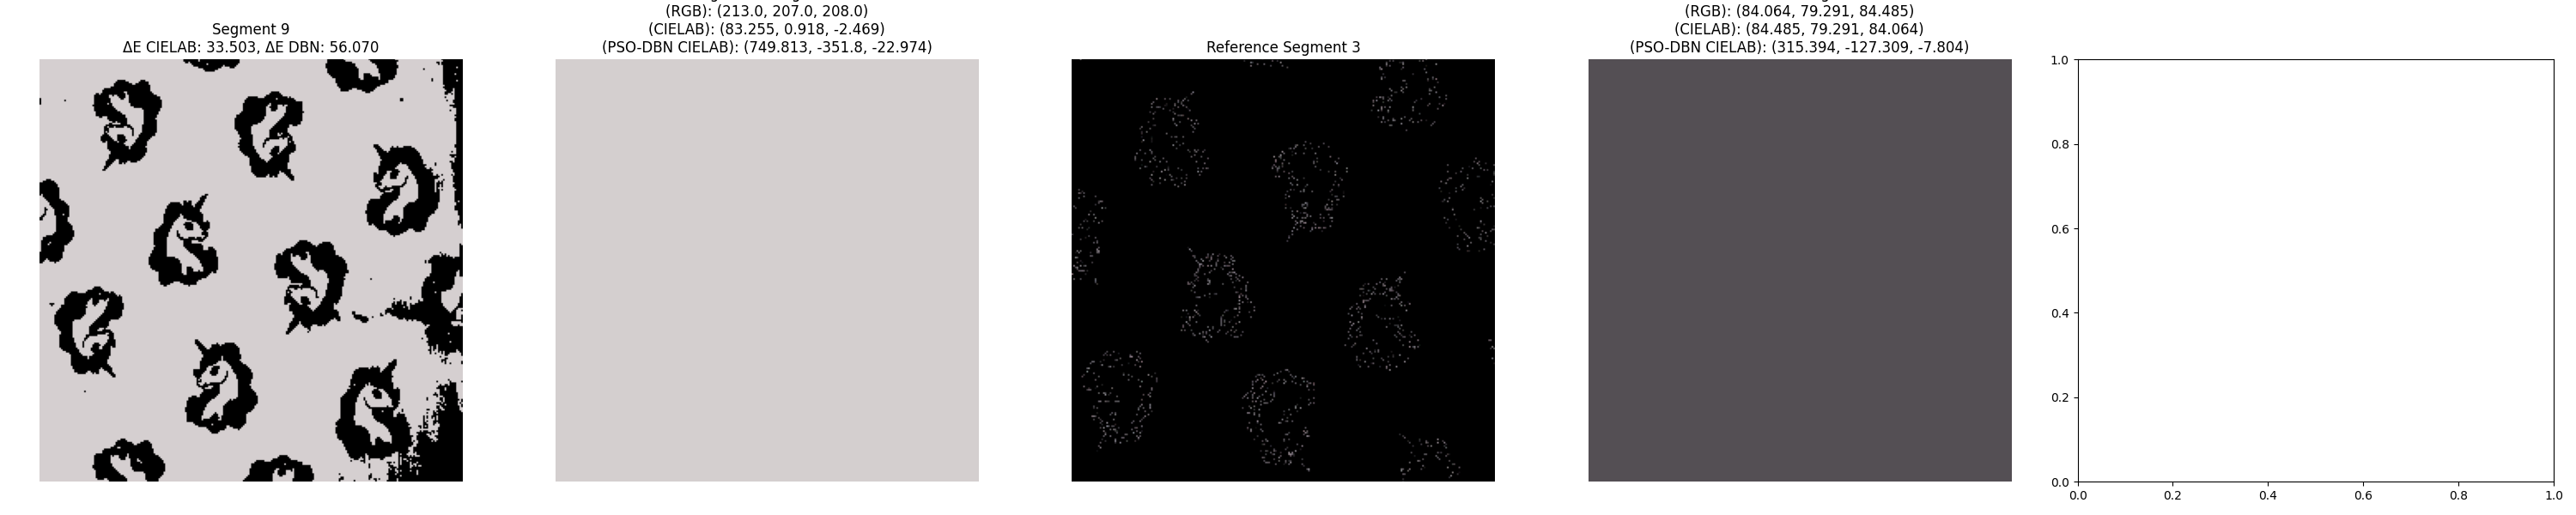 Segment 9
ΔE CIELAB: 33.503, ΔE DBN: 56.070
(RGB): (213.0, 207.0, 208.0)
(CIELAB): (83.255, 0.918, -2.469)
(PSO-DBN CIELAB): (749.813, -351.8, -22.974)
Reference Segment 3
(RGB): (84.064, 79.291, 84.485)
(CIELAB): (84.485, 79.291, 84.064)
(PSO-DBN CIELAB): (315.394, -127.309, -7.804)
1.0
0.8
0.6
0.4
0.2
0.0
0.0 0.2 0.4 0.6 0.8 1.0